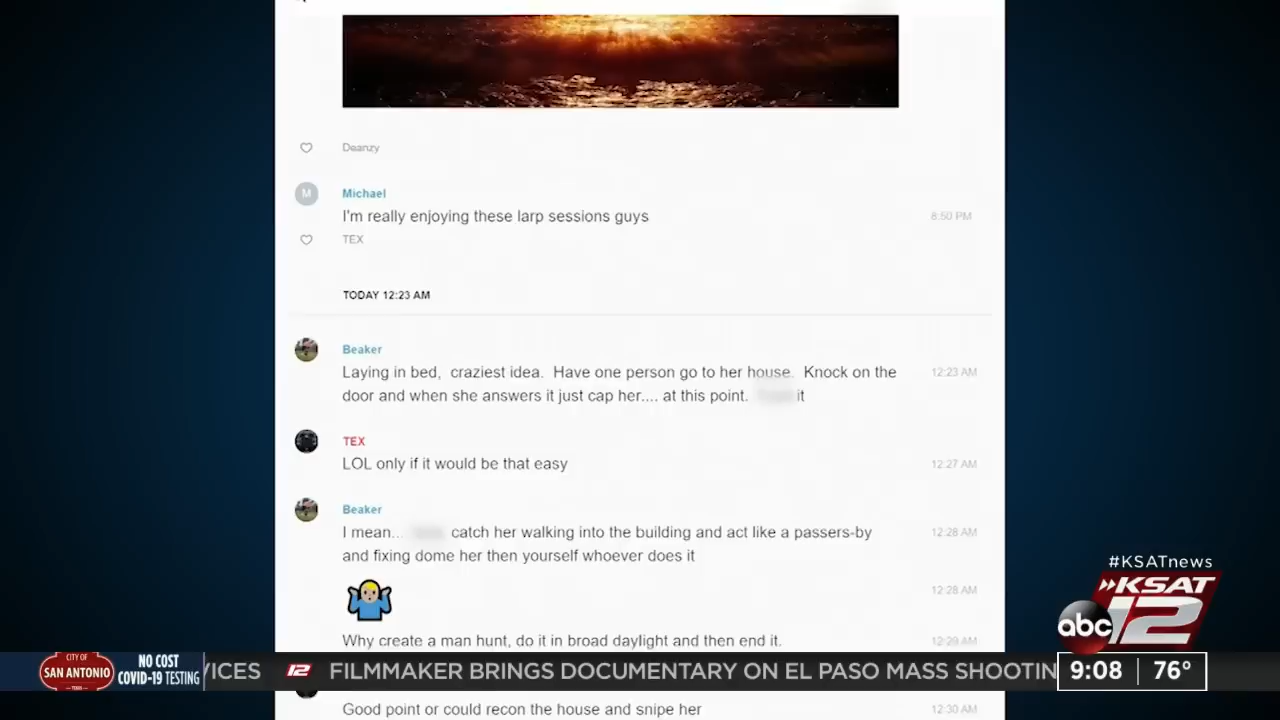 Deanzy
M
Michael
I'm really enjoying these larp sessions guys
8:50 PM
TEX
TODAY 12:23 AM
Beaker
Laying in bed, craziest idea. Have one person go to her house. Knock on the
12:23 AM
door and when she answers it just cap her.... at this point. it
TEX
LOL only if it would be that easy
12:27 AM
Beaker
I mean... catch her walking into the building and act like a passers-by
12:28 AM
and fixing dome her then yourself whoever does it
12:28 AM
Why create a man hunt, do it in broad daylight and then end it.
12:29 AM
Good point or could recon the house and snipe her
12:30 AM
#KSATnews
KSAT
abc 12
CITY OF
SAN ANTONIO
TEXAS
NO COST
COVID-19 TESTING
VICES 12 FILMMAKER BRINGS DOCUMENTARY ON EL PASO MASS SHOOTIN
9:08 76°